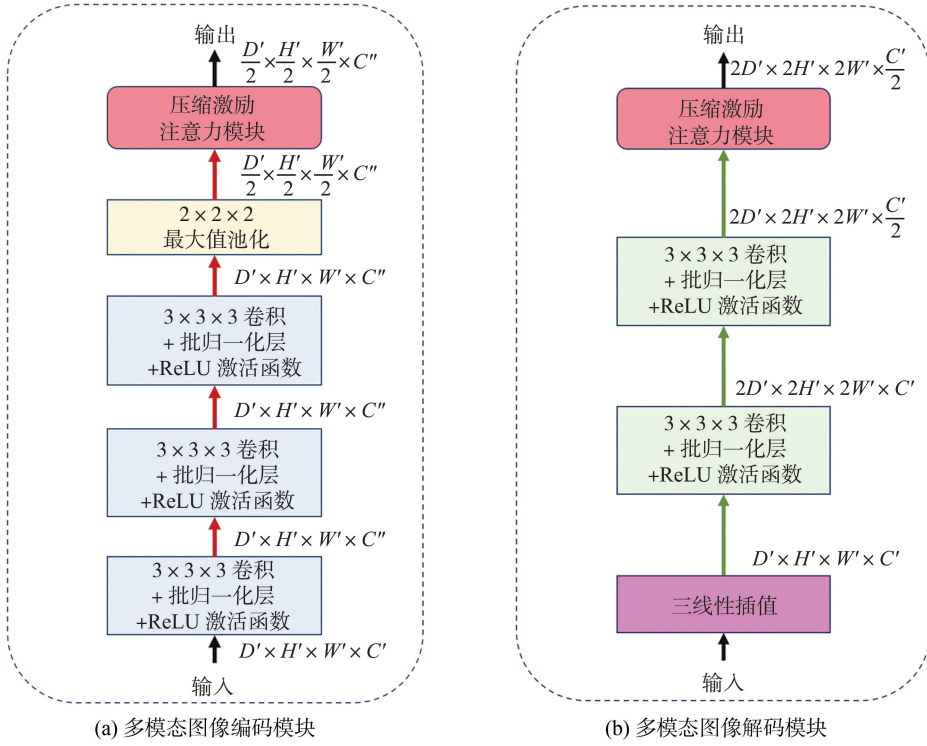 输出
D′/2 × H′/2 × W′/2 × C″
压缩激励
注意力模块
D′/2 × H′/2 × W′/2 × C″
2 × 2 × 2
最大值池化
D′ × H′ × W′ × C″
3 × 3 × 3 卷积
+ 批归一化层
+ReLU 激活函数
D′ × H′ × W′ × C″
3 × 3 × 3 卷积
+ 批归一化层
+ReLU 激活函数
D′ × H′ × W′ × C″
3 × 3 × 3 卷积
+ 批归一化层
+ReLU 激活函数
D′ × H′ × W′ × C′
输入
(a) 多模态图像编码模块
输出
2D′ × 2H′ × 2W′ × C′/2
压缩激励
注意力模块
2D′ × 2H′ × 2W′ × C′/2
3 × 3 × 3 卷积
+ 批归一化层
+ReLU 激活函数
2D′ × 2H′ × 2W′ × C′
3 × 3 × 3 卷积
+ 批归一化层
+ReLU 激活函数
D′ × H′ × W′ × C′
三线性插值
输入
(b) 多模态图像解码模块